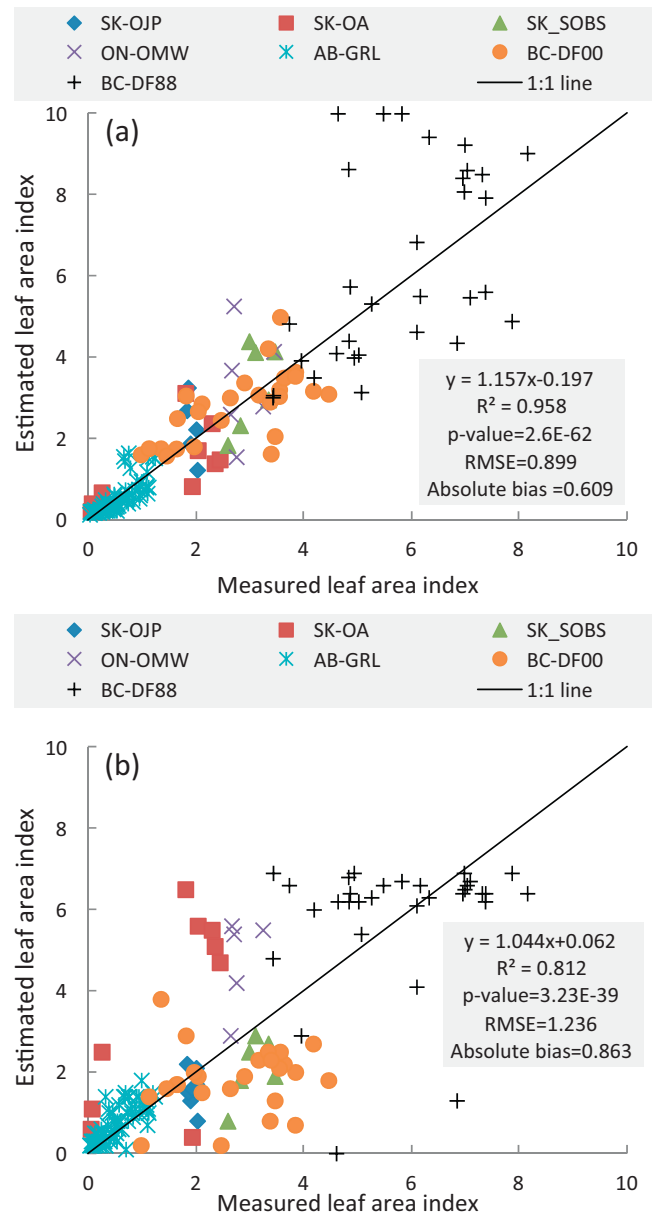 SK-OJP SK-OA SK_SOBS
ON-OMW AB-GRL BC-DF00
BC-DF88 1:1 line
(a)
10
8
6
4
2
0
Estimated leaf area index
y = 1.157x-0.197
R² = 0.958
p-value=2.6E-62
RMSE=0.899
Absolute bias =0.609
0 2 4 6 8 10
Measured leaf area index
SK-OJP SK-OA SK_SOBS
ON-OMW AB-GRL BC-DF00
BC-DF88 1:1 line
(b)
10
8
6
4
2
0
Estimated leaf area index
y = 1.044x+0.062
R² = 0.812
p-value=3.23E-39
RMSE=1.236
Absolute bias=0.863
0 2 4 6 8 10
Measured leaf area index